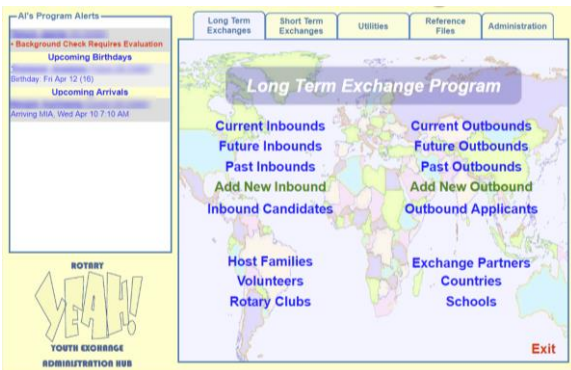 Al's Program Alerts
• Background Check Requires Evaluation
Upcoming Birthdays
Birthday: Fri Apr 12 (16)
Upcoming Arrivals
Arriving MIA, Wed Apr 10 7:10 AM
ROTARY
YEAH!
YOUTH EXCHANGE
ADMINISTRATION HUB
Long Term
Exchanges
Short Term
Exchanges
Utilities
Reference
Files
Administration
Long Term Exchange Program
Current Inbounds
Future Inbounds
Past Inbounds
Add New Inbound
Inbound Candidates
Current Outbounds
Future Outbounds
Past Outbounds
Add New Outbound
Outbound Applicants
Host Families
Volunteers
Rotary Clubs
Exchange Partners
Countries
Schools
Exit